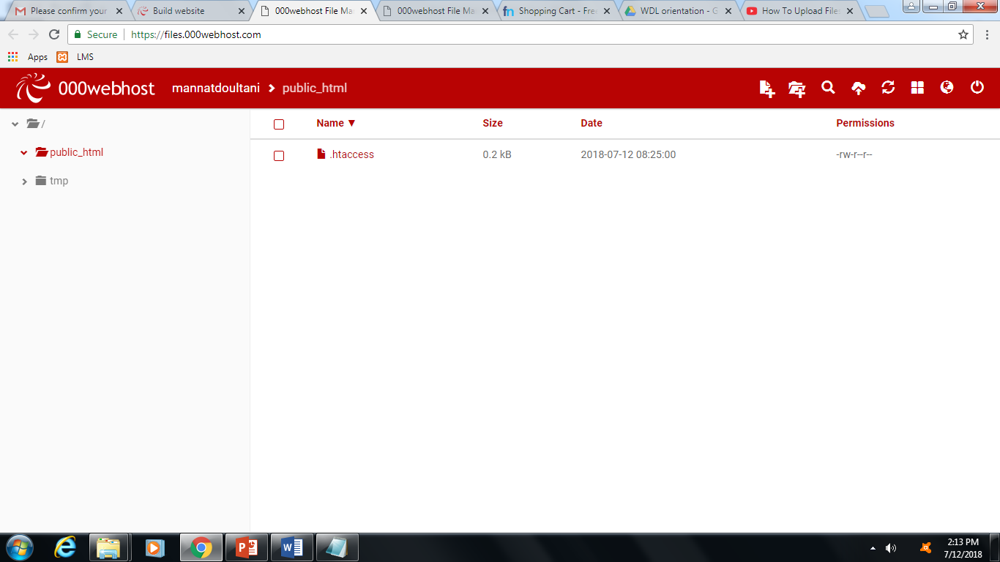 Please confirm your
Build website
000webhost File Ma
000webhost File Ma
Shopping Cart - Fre
WDL orientation - G
How To Upload File
Secure
https://files.000webhost.com
Apps
LMS
000webhost
mannatdoultani
public_html
/
public_html
tmp
Name ▼ Size Date Permissions
.htaccess 0.2 kB 2018-07-12 08:25:00 -rw-r--r--
2:13 PM
7/12/2018